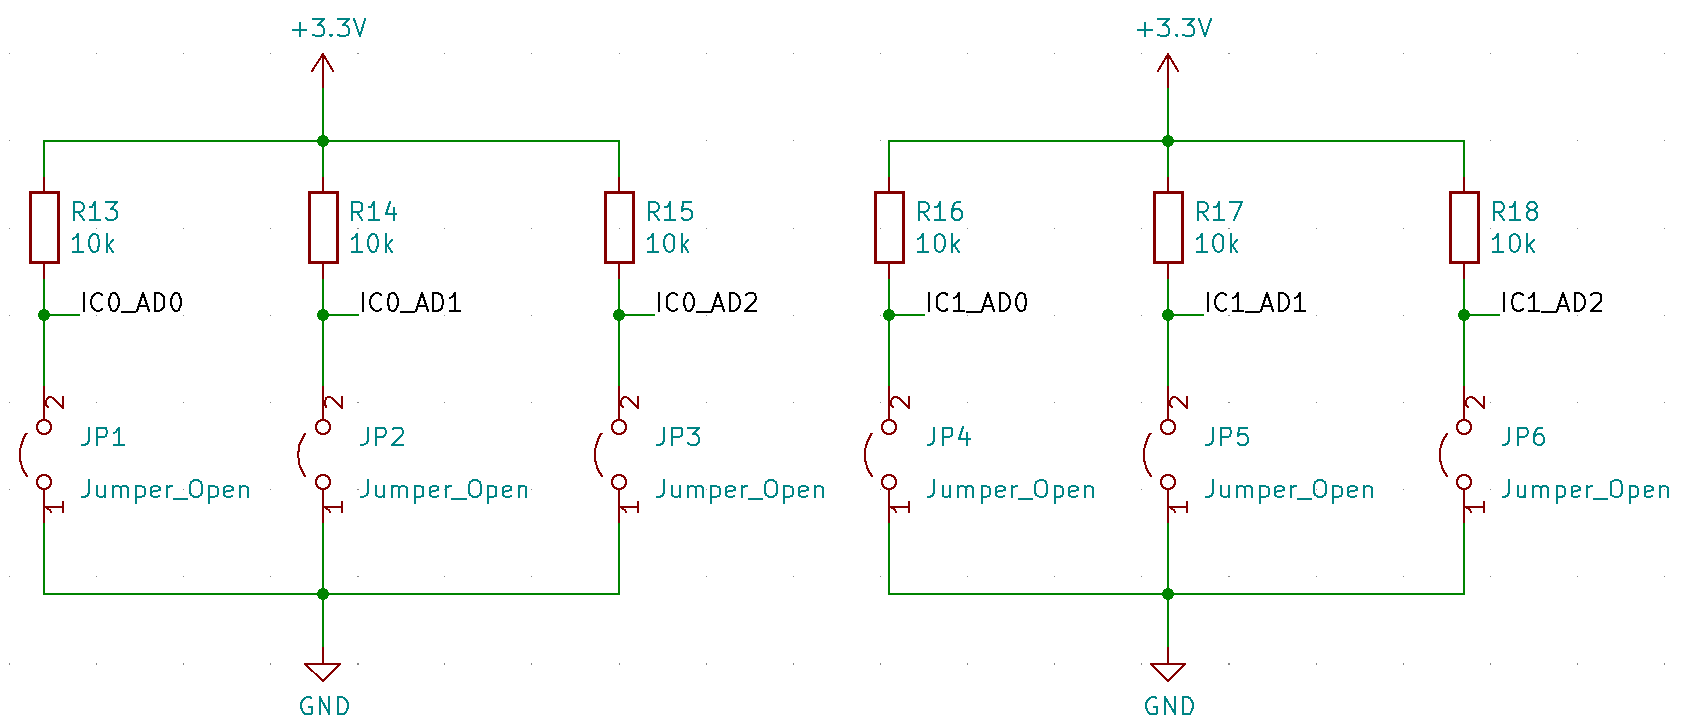 +3.3V
+3.3V
R13
10k
R14
10k
R15
10k
R16
10k
R17
10k
R18
10k
IC0_AD0
IC0_AD1
IC0_AD2
IC1_AD0
IC1_AD1
IC1_AD2
2
JP1
Jumper_Open
1
2
JP2
Jumper_Open
1
2
JP3
Jumper_Open
1
2
JP4
Jumper_Open
1
2
JP5
Jumper_Open
1
2
JP6
Jumper_Open
1
GND
GND